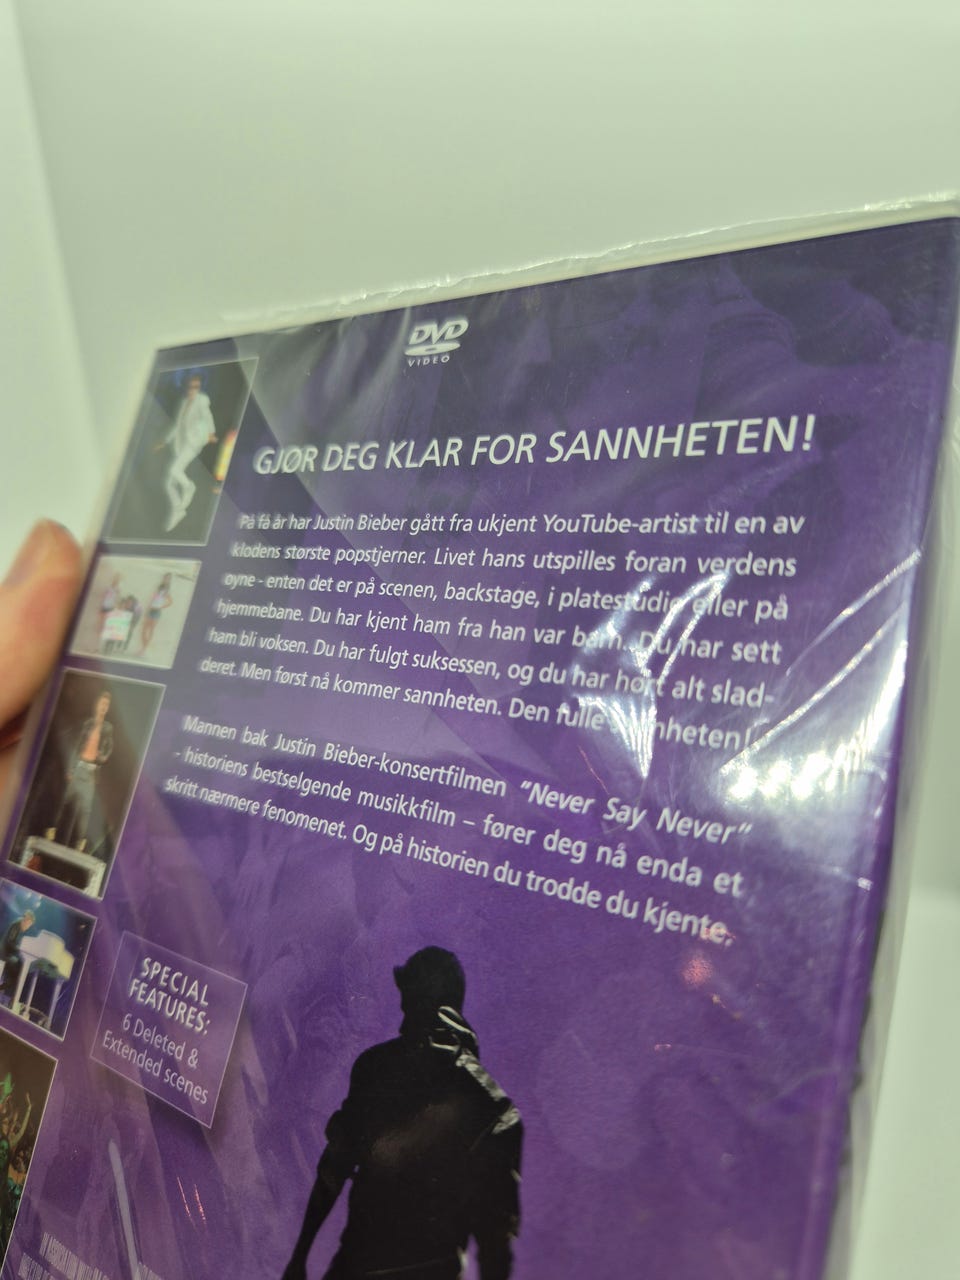 DVD
VIDEO
GJØR DEG KLAR FOR SANNHETEN!
På få år har Justin Bieber gått fra ukjent YouTube-artist til en av
klodens største popstjerner. Livet hans utspilles foran verdens
øyne - enten det er på scenen, backstage, i platestudio eller på
hjemmebane. Du har kjent ham fra han var barn. Du har sett
ham bli voksen. Du har fulgt suksessen, og du har hørt alt slad-
deret. Men først nå kommer sannheten. Den fulle sannheten!
Mannen bak Justin Bieber-konsertfilmen "Never Say Never"
- historiens bestselgende musikkfilm – fører deg nå enda et
skritt nærmere fenomenet. Og på historien du trodde du kjente.
SPECIAL
FEATURES:
6 Deleted &
Extended scenes